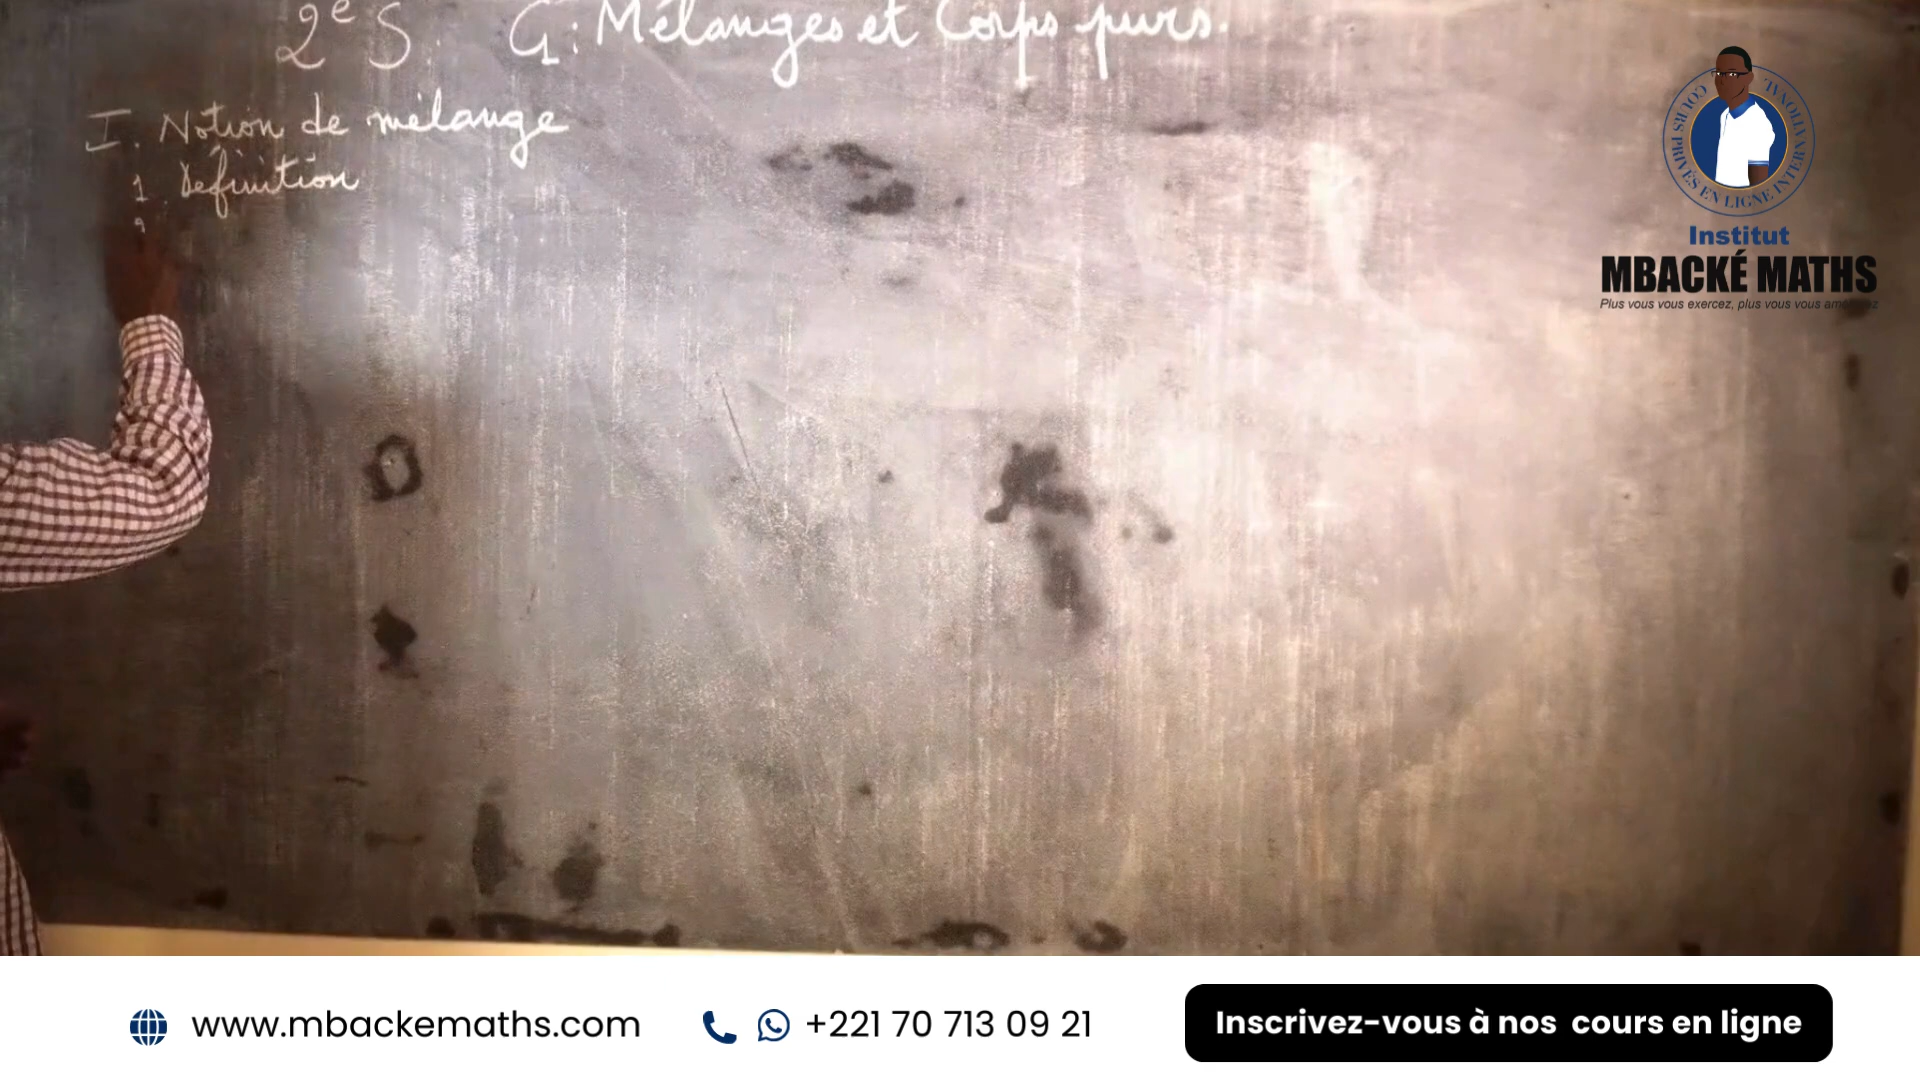 2e S. C1: Mélanges et Corps purs.
I. Notion de mélange
1. Définition
2
COURS PRIVÉS EN LIGNE INTERNATIONAL
Institut
MBACKÉ MATHS
Plus vous vous exercez, plus vous vous améliorez
www.mbackemaths.com
+221 70 713 09 21
Inscrivez-vous à nos cours en ligne